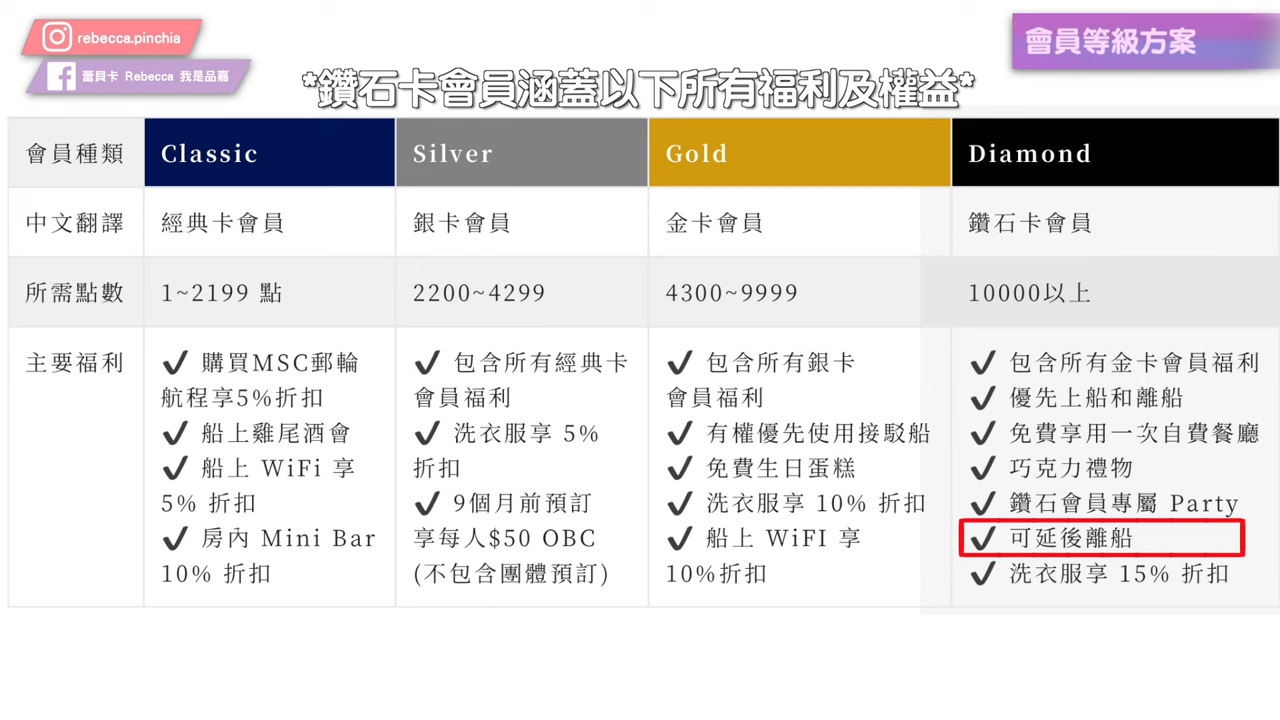 rebecca.pinchia
蕾貝卡 Rebecca 我是品嘉
會員等級方案
*鑽石卡會員涵蓋以下所有福利及權益*
會員種類 Classic Silver Gold Diamond
中文翻譯 經典卡會員 銀卡會員 金卡會員 鑽石卡會員
所需點數 1~2199 點 2200~4299 4300~9999 10000以上
主要福利
✔ 購買MSC郵輪
航程享5%折扣
✔ 船上雞尾酒會
✔ 船上 WiFi 享
5% 折扣
✔ 房內 Mini Bar
10% 折扣
✔ 包含所有經典卡
會員福利
✔ 洗衣服享 5%
折扣
✔ 9個月前預訂
享每人$50 OBC
(不包含團體預訂)
✔ 包含所有銀卡
會員福利
✔ 有權優先使用接駁船
✔ 免費生日蛋糕
✔ 洗衣服享 10% 折扣
✔ 船上 WiFI 享
10%折扣
✔ 包含所有金卡會員福利
✔ 優先上船和離船
✔ 免費享用一次自費餐廳
✔ 巧克力禮物
✔ 鑽石會員專屬 Party
✔ 可延後離船
✔ 洗衣服享 15% 折扣